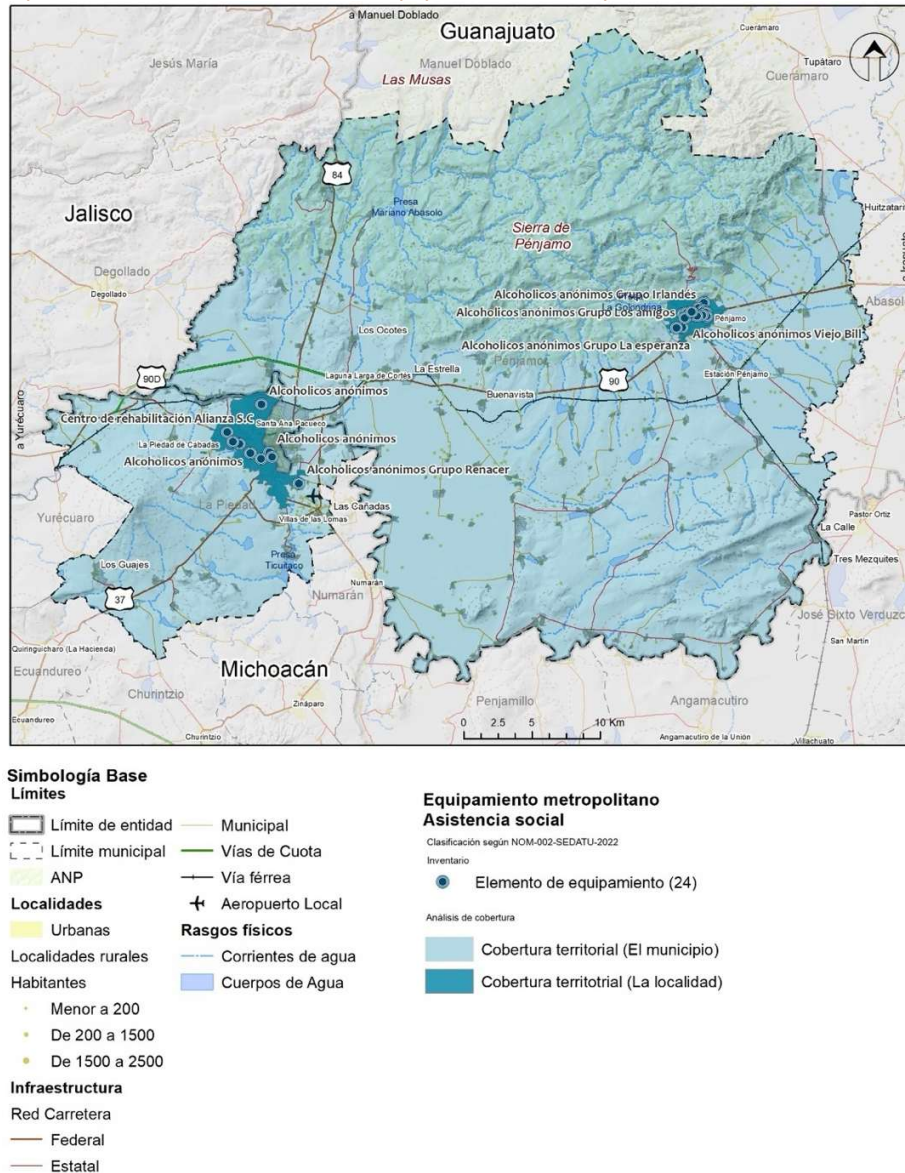 a Manuel Doblado
Guanajuato
Cuerámaro
Jesús María
Manuel Doblado
Tupátaro
Las Musas
Cuerámaro
84
Presa
Mariano Abasolo
Jalisco
Huitzatari
Sierra de
Pénjamo
Degollado
Degollado
Alcoholicos anónimos Grupo Irlandés
Abasolo
La Golondrina
Alcoholicos anónimos Grupo Los amigos
Pénjamo
Los Ocotes
Alcoholicos anónimos Viejo Bill
Alcoholicos anónimos Grupo La esperanza
Pénjamo
90D
Laguna Larga de Cortés
La Estrella
90
Estación Pénjamo
a Yurécuaro
Alcoholicos anónimos
Buenavista
Centro de rehabilitación Alianza S.C
Santa Ana Pacueco
La Piedad de Cabadas
Alcoholicos anónimos
Alcoholicos anónimos
Alcoholicos anónimos Grupo Renacer
La Piedad
Las Cañadas
Yurécuaro
Villas de las Lomas
Pastor Ortiz
La Calle
Presa
Ticuitaco
Los Guajes
Tres Mezquites
Numarán
Numarán
37
José Sixto Verduzc
San Martín
Quiringuicharo (La Hacienda)
Michoacán
Ecuandureo
Churintzio
Penjamillo
Angamacutiro
Zináparo
0 2.5 5 10 Km
Ecuandureo
Churintzio
Angamacutiro de la Unión
Villachuato
Simbología Base
Límites
Límite de entidad
Límite municipal
ANP
Localidades
Urbanas
Localidades rurales
Habitantes
Menor a 200
De 200 a 1500
De 1500 a 2500
Infraestructura
Red Carretera
Federal
Estatal
Municipal
Vías de Cuota
Vía férrea
Aeropuerto Local
Rasgos físicos
Corrientes de agua
Cuerpos de Agua
Equipamiento metropolitano
Asistencia social
Clasificación según NOM-002-SEDATU-2022
Inventario
Elemento de equipamiento (24)
Análisis de cobertura
Cobertura territorial (El municipio)
Cobertura territotrial (La localidad)